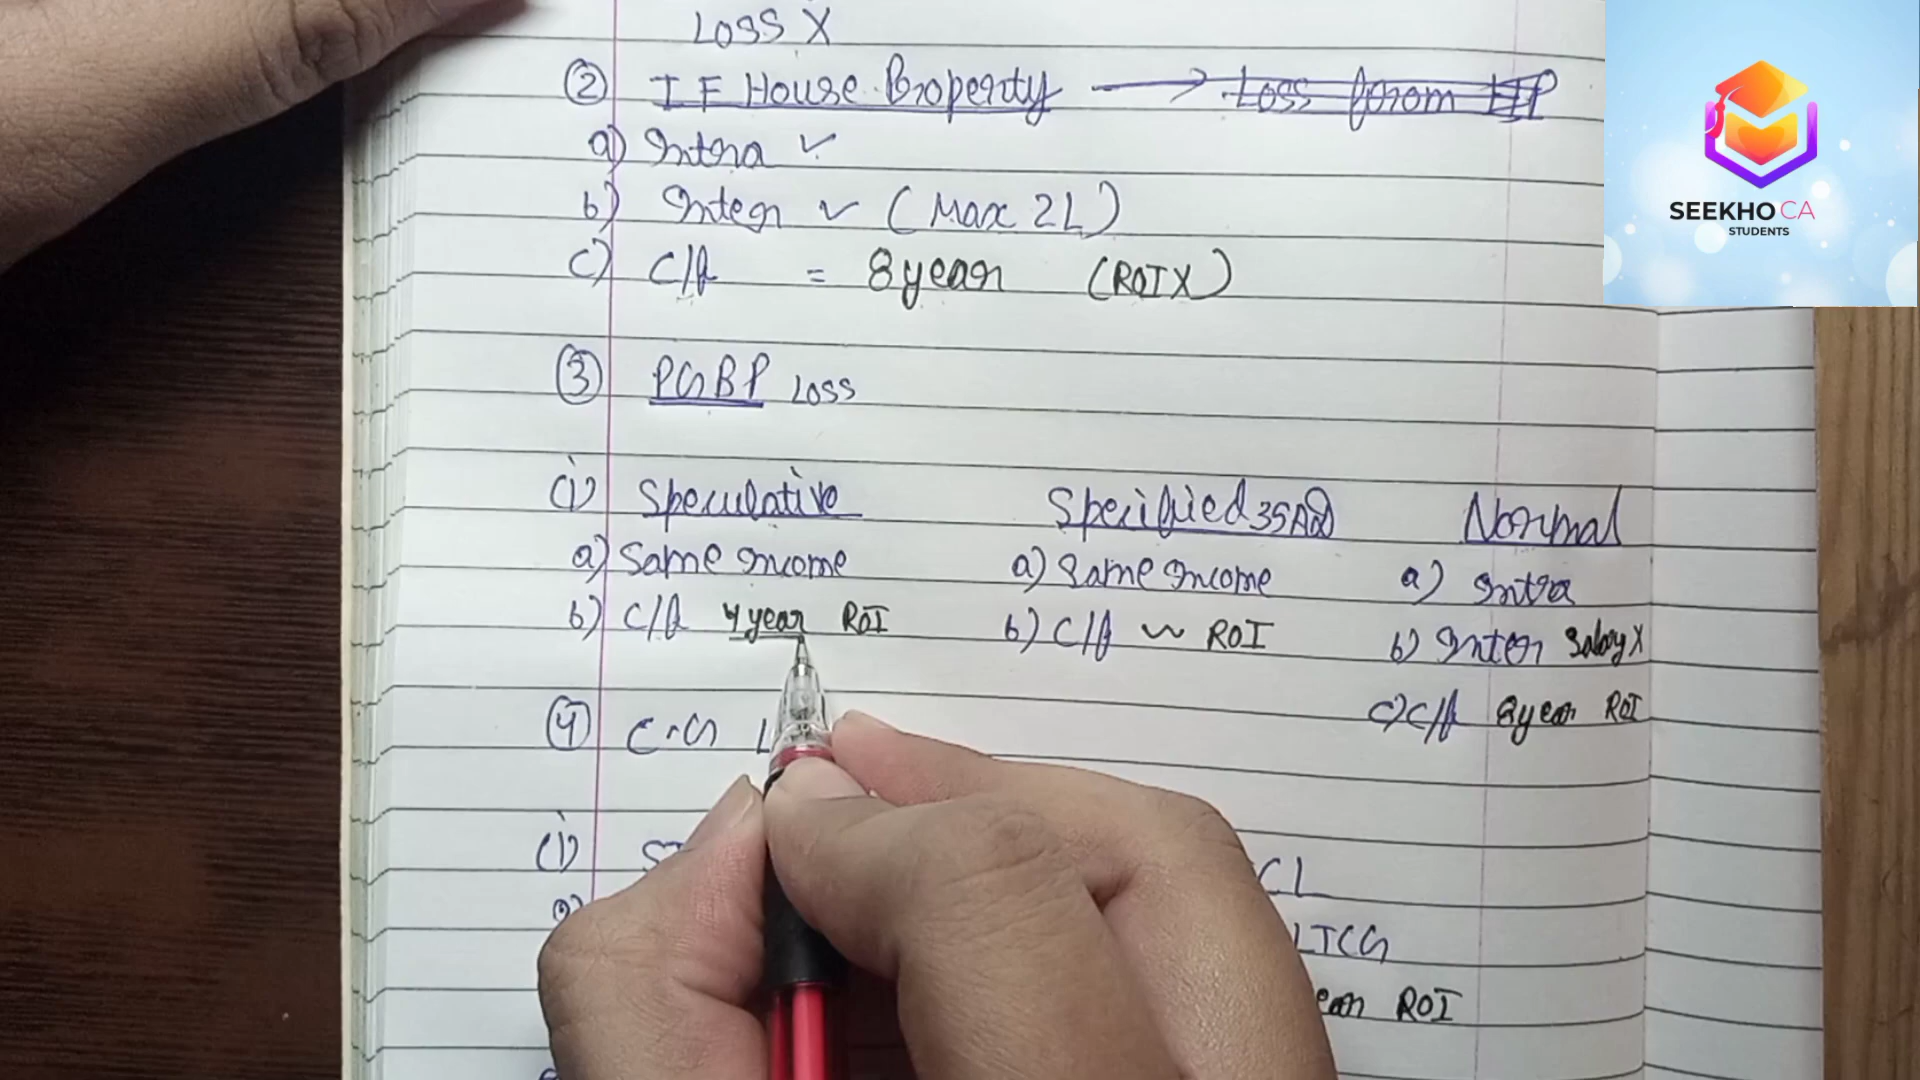 Loss X
② IF House Property → Loss from HP
a) Intra ✓
b) Inter ✓ (Max 2L)
c) C/f = 8 year (ROI X)
③ PGBP Loss
(i) Speculative Specified 35AD Normal
a) Same Income a) Same Income a) Intra
b) C/f 4 year ROI b) C/f ~ ROI b) Inter Salary X
c) C/f 8 year ROI
④ C.G
(i) CL
LTCG
ROI
SEEKHO CA
STUDENTS